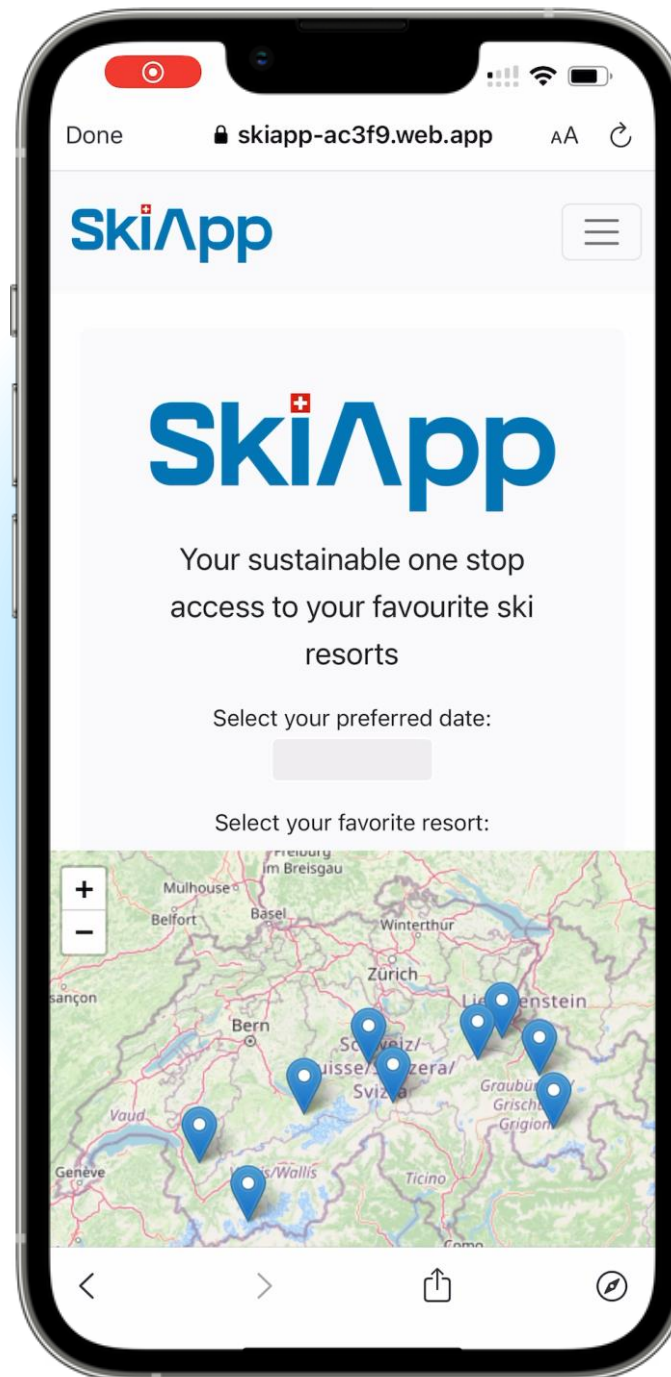 Done
skiapp-ac3f9.web.app
AA
SkiApp
SkiApp
Your sustainable one stop
access to your favourite ski
resorts
Select your preferred date:
Select your favorite resort:
+
−
Freiburg
im Breisgau
Mulhouse
Belfort
Basel
Winterthur
Zürich
Bern
Vaud
Genève
Ticino
Como